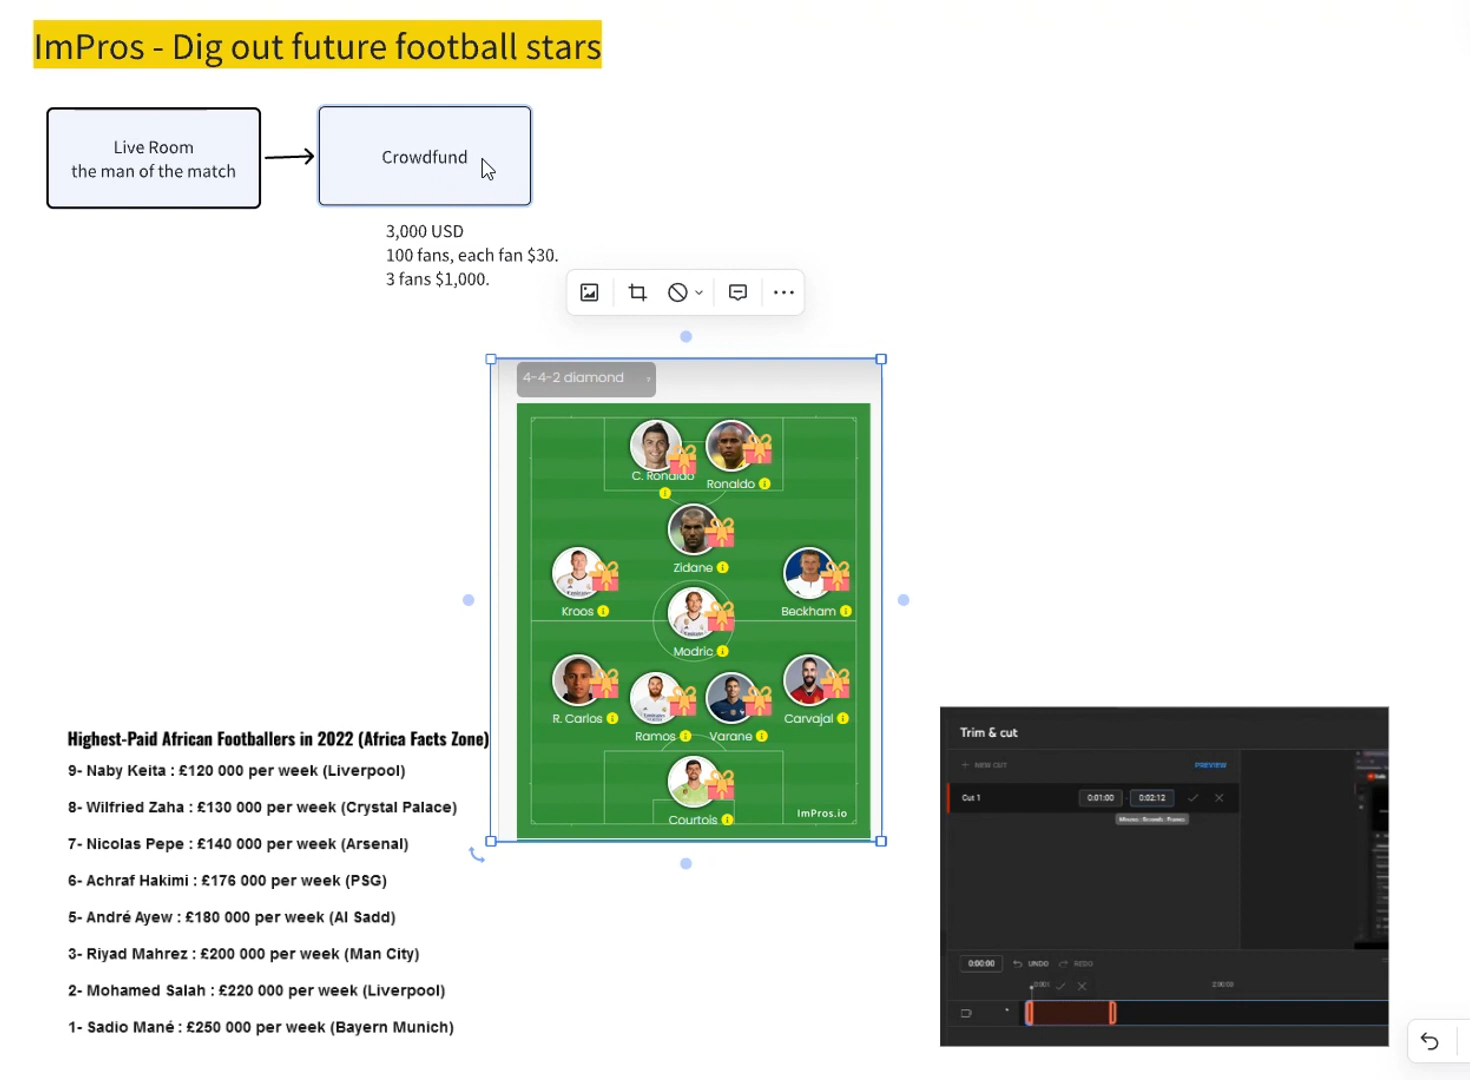 ImPros - Dig out future football stars
Live Room
the man of the match
Crowdfund
3,000 USD
100 fans, each fan $30.
3 fans $1,000.
4-4-2 diamond
C. Ronaldo
Ronaldo
Zidane
Kroos
Beckham
Modric
R. Carlos
Carvajal
Ramos
Varane
Courtois
ImPros.io
Highest-Paid African Footballers in 2022 (Africa Facts Zone)
9- Naby Keita : £120 000 per week (Liverpool)
8- Wilfried Zaha : £130 000 per week (Crystal Palace)
7- Nicolas Pepe : £140 000 per week (Arsenal)
6- Achraf Hakimi : £176 000 per week (PSG)
5- André Ayew : £180 000 per week (Al Sadd)
3- Riyad Mahrez : £200 000 per week (Man City)
2- Mohamed Salah : £220 000 per week (Liverpool)
1- Sadio Mané : £250 000 per week (Bayern Munich)
Trim & cut
NEW CUT
PREVIEW
Cut 1
0:01:00
0:02:12
0:00:00
UNDO
REDO